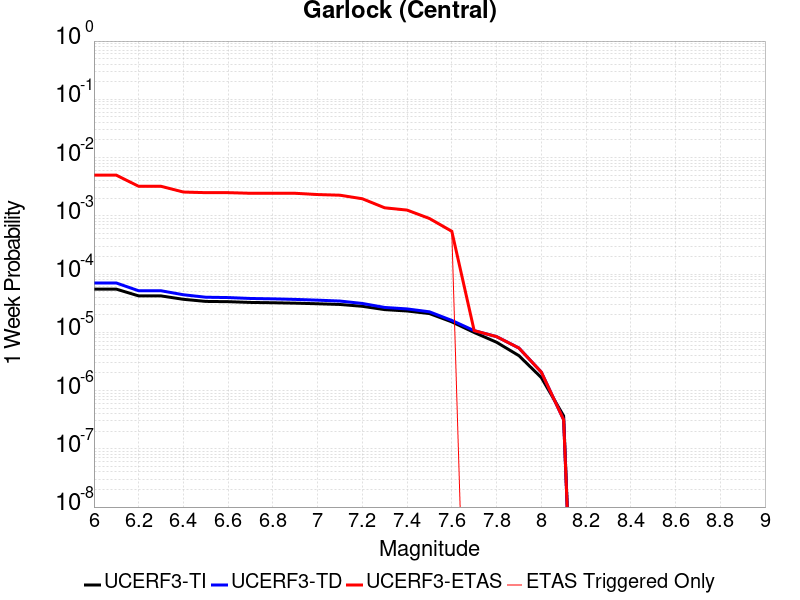 Garlock (Central)
1 Week Probability
10^0
10^-1
10^-2
10^-3
10^-4
10^-5
10^-6
10^-7
10^-8
6 6.2 6.4 6.6 6.8 7 7.2 7.4 7.6 7.8 8 8.2 8.4 8.6 8.8 9
Magnitude
UCERF3-TI UCERF3-TD UCERF3-ETAS ETAS Triggered Only